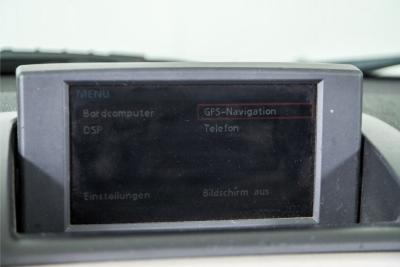 MENU
Bordcomputer GPS-Navigation
DSP Telefon
Einstellungen Bildschirm aus